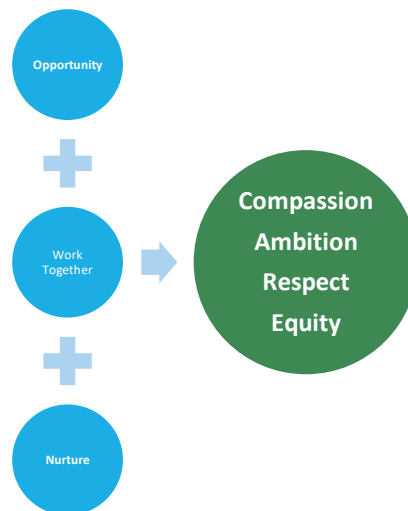 Opportunity
Work
Together
Nurture
Compassion
Ambition
Respect
Equity